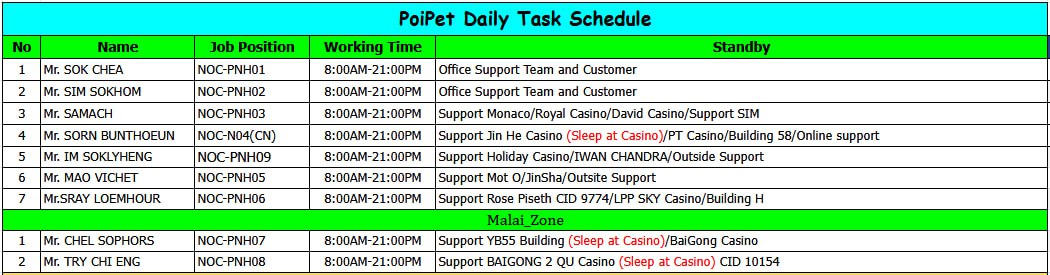 PoiPet Daily Task Schedule
No Name Job Position Working Time Standby
1 Mr. SOK CHEA NOC-PNH01 8:00AM-21:00PM Office Support Team and Customer
2 Mr. SIM SOKHOM NOC-PNH02 8:00AM-21:00PM Office Support Team and Customer
3 Mr. SAMACH NOC-PNH03 8:00AM-21:00PM Support Monaco/Royal Casino/David Casino/Support SIM
4 Mr. SORN BUNTHOEUN NOC-N04(CN) 8:00AM-21:00PM Support Jin He Casino (Sleep at Casino)/PT Casino/Building 58/Online support
5 Mr. IM SOKLYHENG NOC-PNH09 8:00AM-21:00PM Support Holiday Casino/IWAN CHANDRA/Outside Support
6 Mr. MAO VICHET NOC-PNH05 8:00AM-21:00PM Support Mot O/JinSha/Outsite Support
7 Mr.SRAY LOEMHOUR NOC-PNH06 8:00AM-21:00PM Support Rose Piseth CID 9774/LPP SKY Casino/Building H
Malai_Zone
1 Mr. CHEL SOPHORS NOC-PNH07 8:00AM-21:00PM Support YB55 Building (Sleep at Casino)/BaiGong Casino
2 Mr. TRY CHI ENG NOC-PNH08 8:00AM-21:00PM Support BAIGONG 2 QU Casino (Sleep at Casino) CID 10154